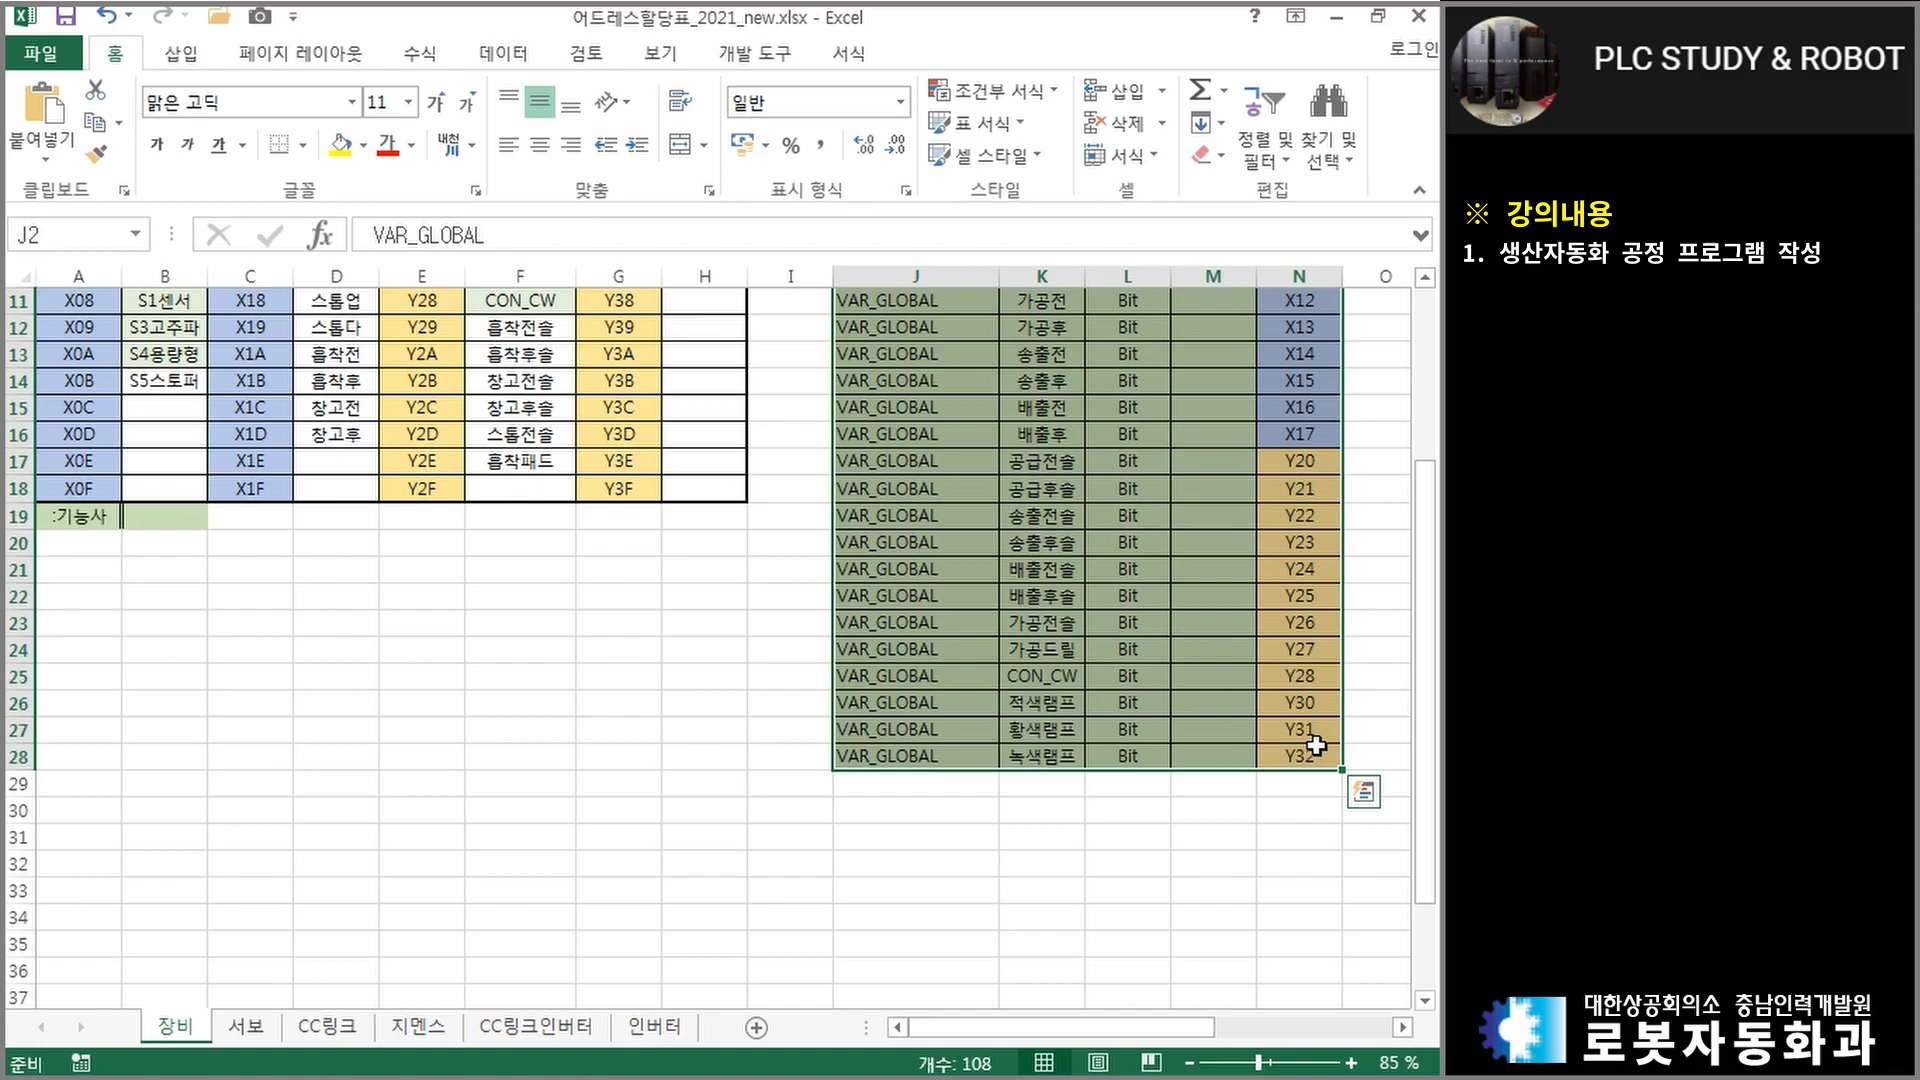 어드레스할당표_2021_new.xlsx - Excel
파일 홈 삽입 페이지 레이아웃 수식 데이터 검토 보기 개발 도구 서식 로그인
붙여넣기
맑은 고딕 11 가 가
가 가 가 가 내천
일반
% ,
조건부 서식
표 서식
셀 스타일
삽입
삭제
서식
정렬 및 필터
찾기 및 선택
클립보드 글꼴 맞춤 표시 형식 스타일 셀 편집
J2 fx VAR_GLOBAL
A B C D E F G H I J K L M N O
11 X08 S1센서 X18 스톱업 Y28 CON_CW Y38 VAR_GLOBAL 가공전 Bit X12
12 X09 S3고주파 X19 스톱다 Y29 흡착전솔 Y39 VAR_GLOBAL 가공후 Bit X13
13 X0A S4용량형 X1A 흡착전 Y2A 흡착후솔 Y3A VAR_GLOBAL 송출전 Bit X14
14 X0B S5스토퍼 X1B 흡착후 Y2B 창고전솔 Y3B VAR_GLOBAL 송출후 Bit X15
15 X0C X1C 창고전 Y2C 창고후솔 Y3C VAR_GLOBAL 배출전 Bit X16
16 X0D X1D 창고후 Y2D 스톱전솔 Y3D VAR_GLOBAL 배출후 Bit X17
17 X0E X1E Y2E 흡착패드 Y3E VAR_GLOBAL 공급전솔 Bit Y20
18 X0F X1F Y2F Y3F VAR_GLOBAL 공급후솔 Bit Y21
19 :기능사 VAR_GLOBAL 송출전솔 Bit Y22
20 VAR_GLOBAL 송출후솔 Bit Y23
21 VAR_GLOBAL 배출전솔 Bit Y24
22 VAR_GLOBAL 배출후솔 Bit Y25
23 VAR_GLOBAL 가공전솔 Bit Y26
24 VAR_GLOBAL 가공드릴 Bit Y27
25 VAR_GLOBAL CON_CW Bit Y28
26 VAR_GLOBAL 적색램프 Bit Y30
27 VAR_GLOBAL 황색램프 Bit Y31
28 VAR_GLOBAL 녹색램프 Bit Y32
29
30
31
32
33
34
35
36
37
장비 서보 CC링크 지멘스 CC링크인버터 인버터
준비 개수: 108 85 %
PLC STUDY & ROBOT
※ 강의내용
1. 생산자동화 공정 프로그램 작성
대한상공회의소 충남인력개발원
로봇자동화과